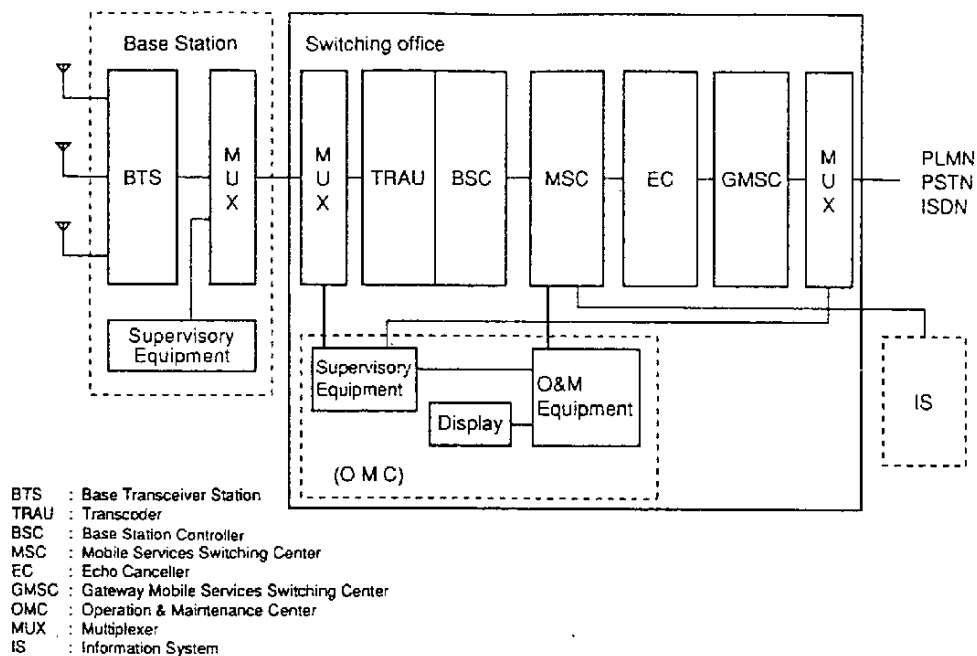 Base Station
Switching office
BTS
M
U
X
M
U
X
TRAU
BSC
MSC
EC
GMSC
M
U
X
PLMN
PSTN
ISDN
Supervisory
Equipment
Supervisory
Equipment
O&M
Equipment
Display
(O M C)
IS
BTS : Base Transceiver Station
TRAU : Transcoder
BSC : Base Station Controller
MSC : Mobile Services Switching Center
EC : Echo Canceller
GMSC : Gateway Mobile Services Switching Center
OMC : Operation & Maintenance Center
MUX : Multiplexer
IS : Information System